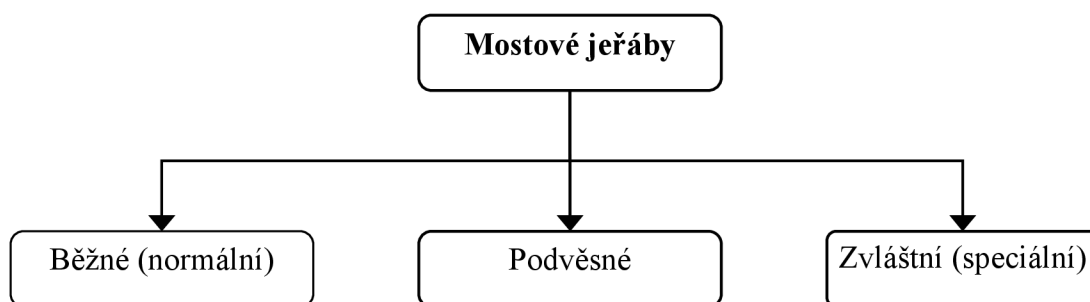 Mostové jeřáby
Běžné (normální)
Podvěsné
Zvláštní (speciální)